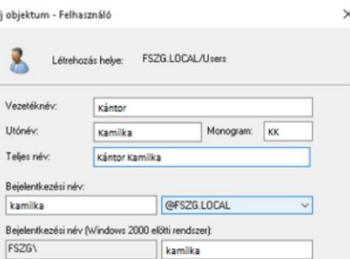 j objektum - Felhasználó
Létrehozás helye: FSZG.LOCAL/Users
Vezetéknév: Kántor
Utónév: Kamilka Monogram: KK
Teljes név: Kántor Kamilka
Bejelentkezési név:
kamilka @FSZG.LOCAL
Bejelentkezési név (Windows 2000 előtti rendszer):
FSZG\ kamilka